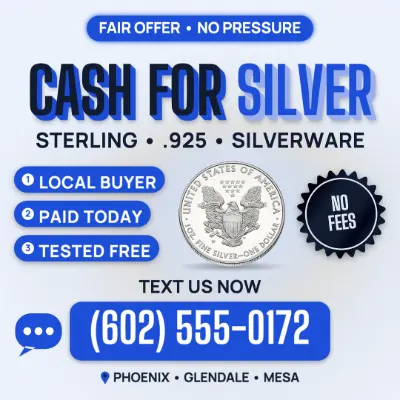 FAIR OFFER • NO PRESSURE
CASH FOR SILVER
STERLING • .925 • SILVERWARE
1 LOCAL BUYER
2 PAID TODAY
3 TESTED FREE
UNITED STATES OF AMERICA
1 OZ. FINE SILVER~ONE DOLLAR
NO
FEES
TEXT US NOW
(602) 555-0172
PHOENIX • GLENDALE • MESA